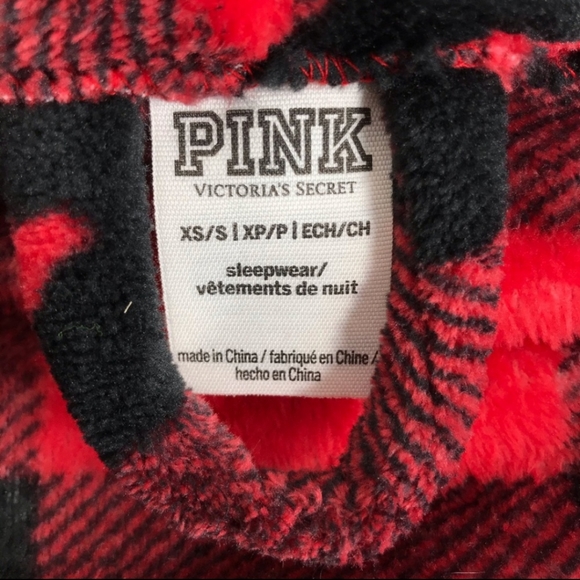 PINK
VICTORIA'S SECRET
XS/S | XP/P | ECH/CH
sleepwear/
vêtements de nuit
made in China / fabriqué en Chine /
hecho en China